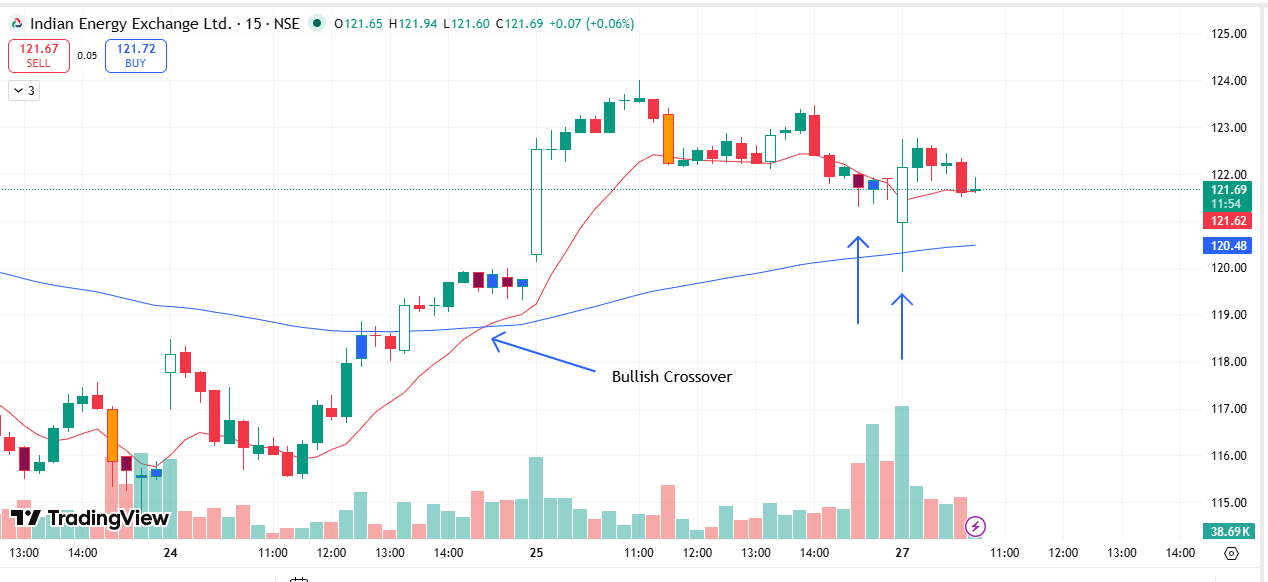 Indian Energy Exchange Ltd. · 15 · NSE O121.65 H121.94 L121.60 C121.69 +0.07 (+0.06%)
121.67 0.05 121.72
SELL BUY
3
125.00
124.00
123.00
122.00
121.69
11:54
121.62
120.48
120.00
119.00
118.00
Bullish Crossover
117.00
116.00
115.00
TradingView
38.69 K
13:00 14:00 24 11:00 12:00 13:00 14:00 25 11:00 12:00 13:00 14:00 27 11:00 12:00 13:00 14:00